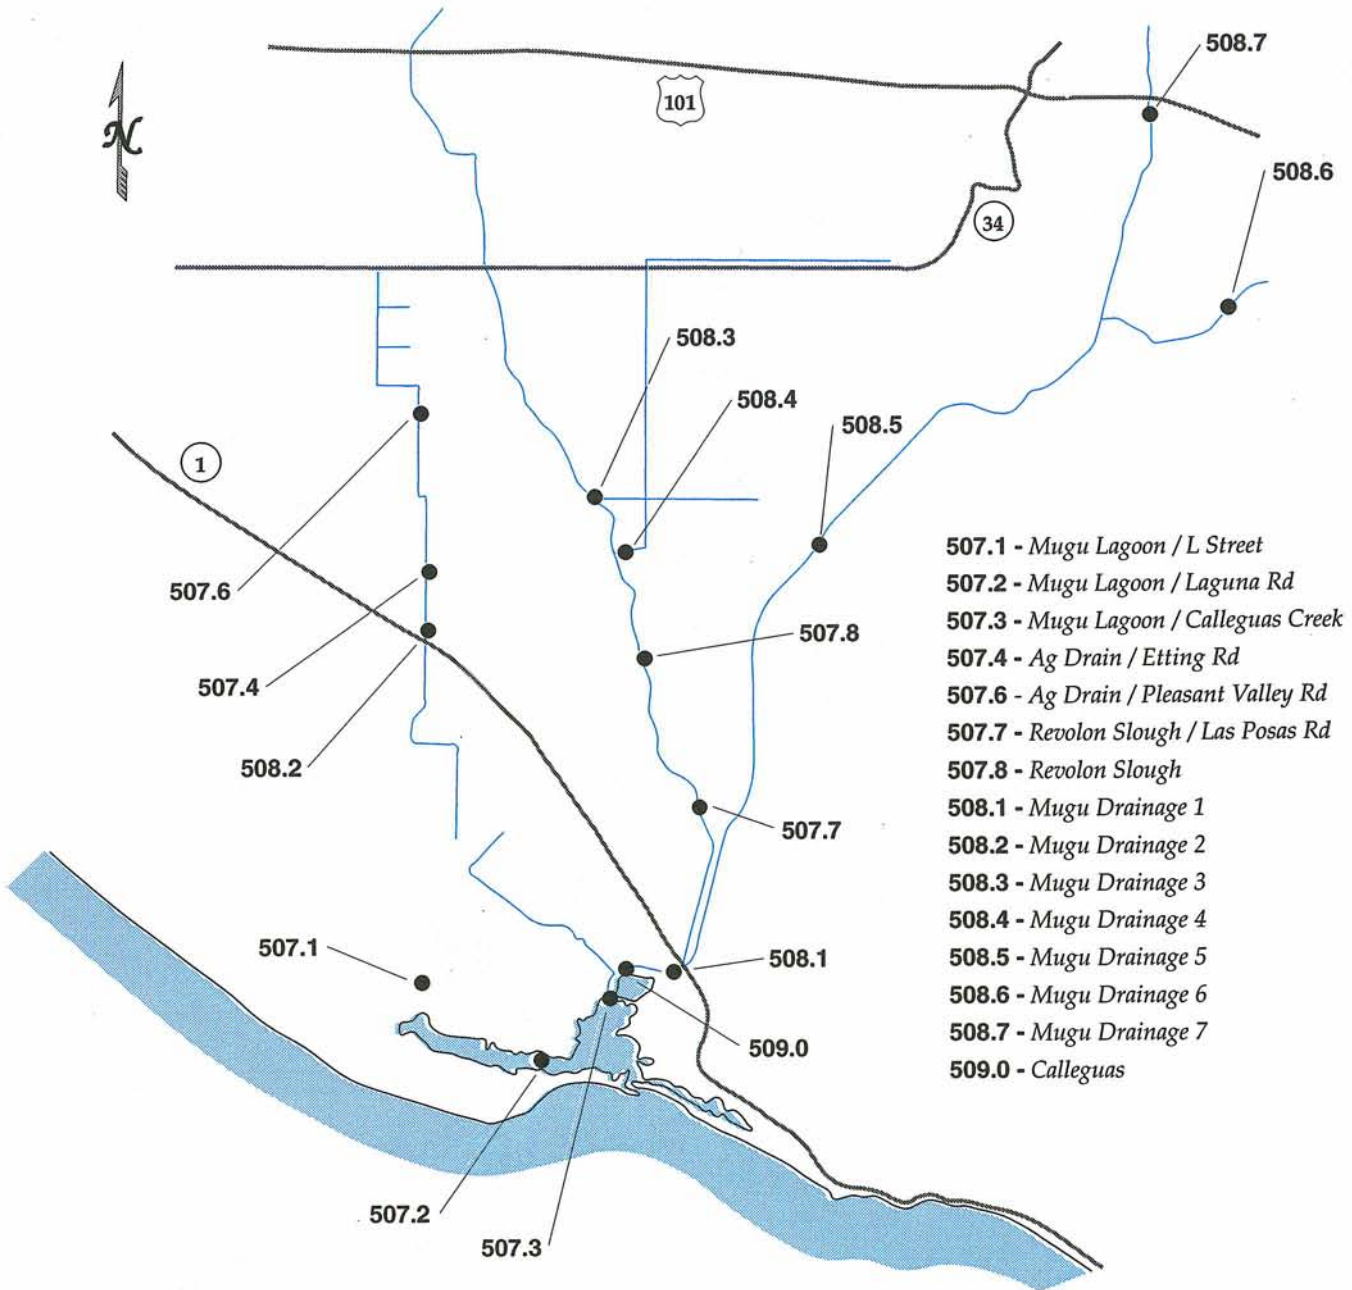 508.7
101
N
508.6
34
508.3
508.4
508.5
1
507.6
507.8
507.4
508.2
507.7
507.1
508.1
509.0
507.2
507.3
507.1 - Mugu Lagoon / L Street
507.2 - Mugu Lagoon / Laguna Rd
507.3 - Mugu Lagoon / Calleguas Creek
507.4 - Ag Drain / Etting Rd
507.6 - Ag Drain / Pleasant Valley Rd
507.7 - Revolon Slough / Las Posas Rd
507.8 - Revolon Slough
508.1 - Mugu Drainage 1
508.2 - Mugu Drainage 2
508.3 - Mugu Drainage 3
508.4 - Mugu Drainage 4
508.5 - Mugu Drainage 5
508.6 - Mugu Drainage 6
508.7 - Mugu Drainage 7
509.0 - Calleguas